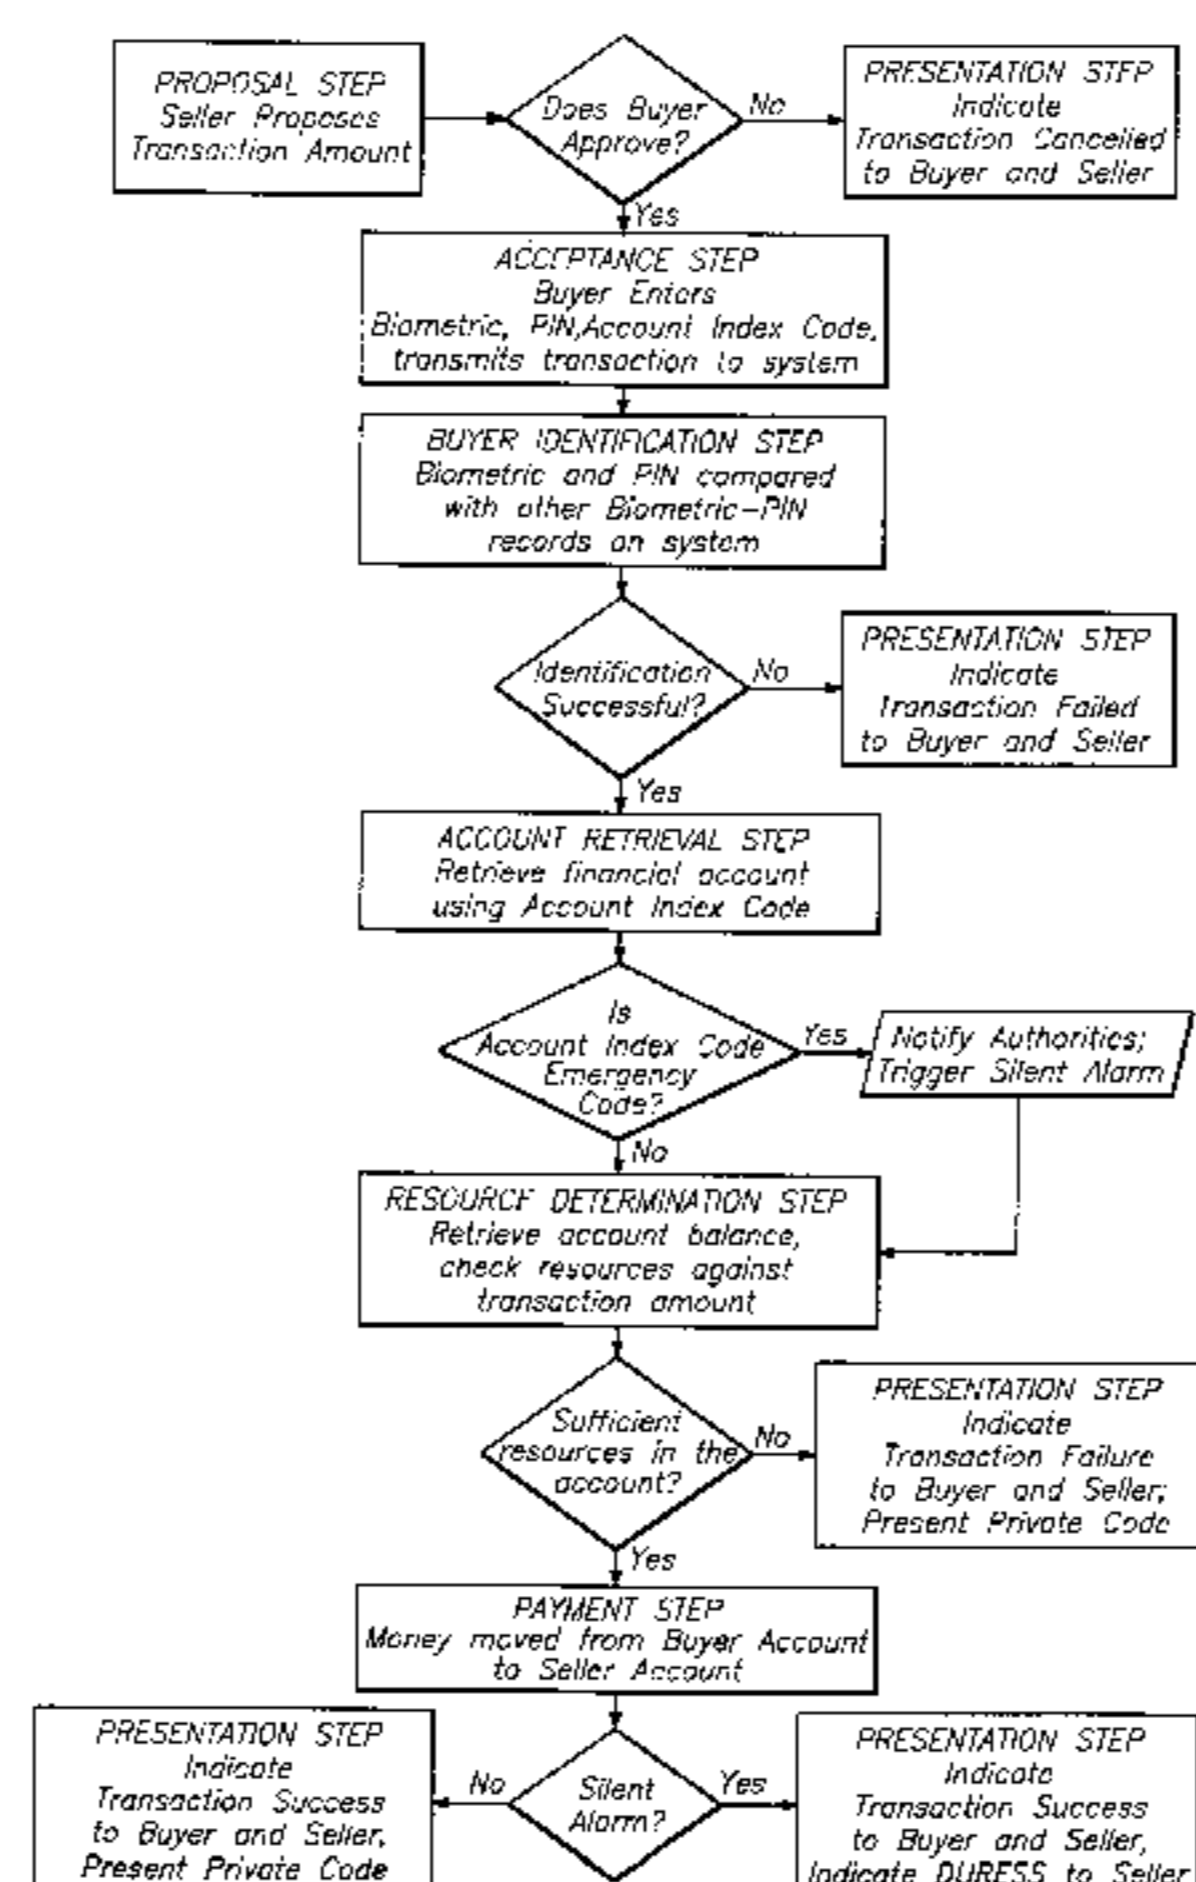 PROPOSAL STEP
Seller Proposes
Transaction Amount
Does Buyer
Approve?
No
PRESENTATION STEP
Indicate
Transaction Cancelled
to Buyer and Seller
Yes
ACCEPTANCE STEP
Buyer Enters
Biometric, PIN,Account Index Code,
transmits transaction to system
BUYER IDENTIFICATION STEP
Biometric and PIN compared
with other Biometric-PIN
records on system
Identification
Successful?
No
PRESENTATION STEP
Indicate
Transaction Failed
to Buyer and Seller
Yes
ACCOUNT RETRIEVAL STEP
Retrieve financial account
using Account Index Code
Is
Account Index Code
Emergency
Code?
Yes
Notify Authorities;
Trigger Silent Alarm
No
RESOURCE DETERMINATION STEP
Retrieve account balance,
check resources against
transaction amount
Sufficient
resources in the
account?
No
PRESENTATION STEP
Indicate
Transaction Failure
to Buyer and Seller;
Present Private Code
Yes
PAYMENT STEP
Money moved from Buyer Account
to Seller Account
PRESENTATION STEP
Indicate
Transaction Success
to Buyer and Seller,
Present Private Code
No
Silent
Alarm?
Yes
PRESENTATION STEP
Indicate
Transaction Success
to Buyer and Seller,
Indicate DURESS to Seller